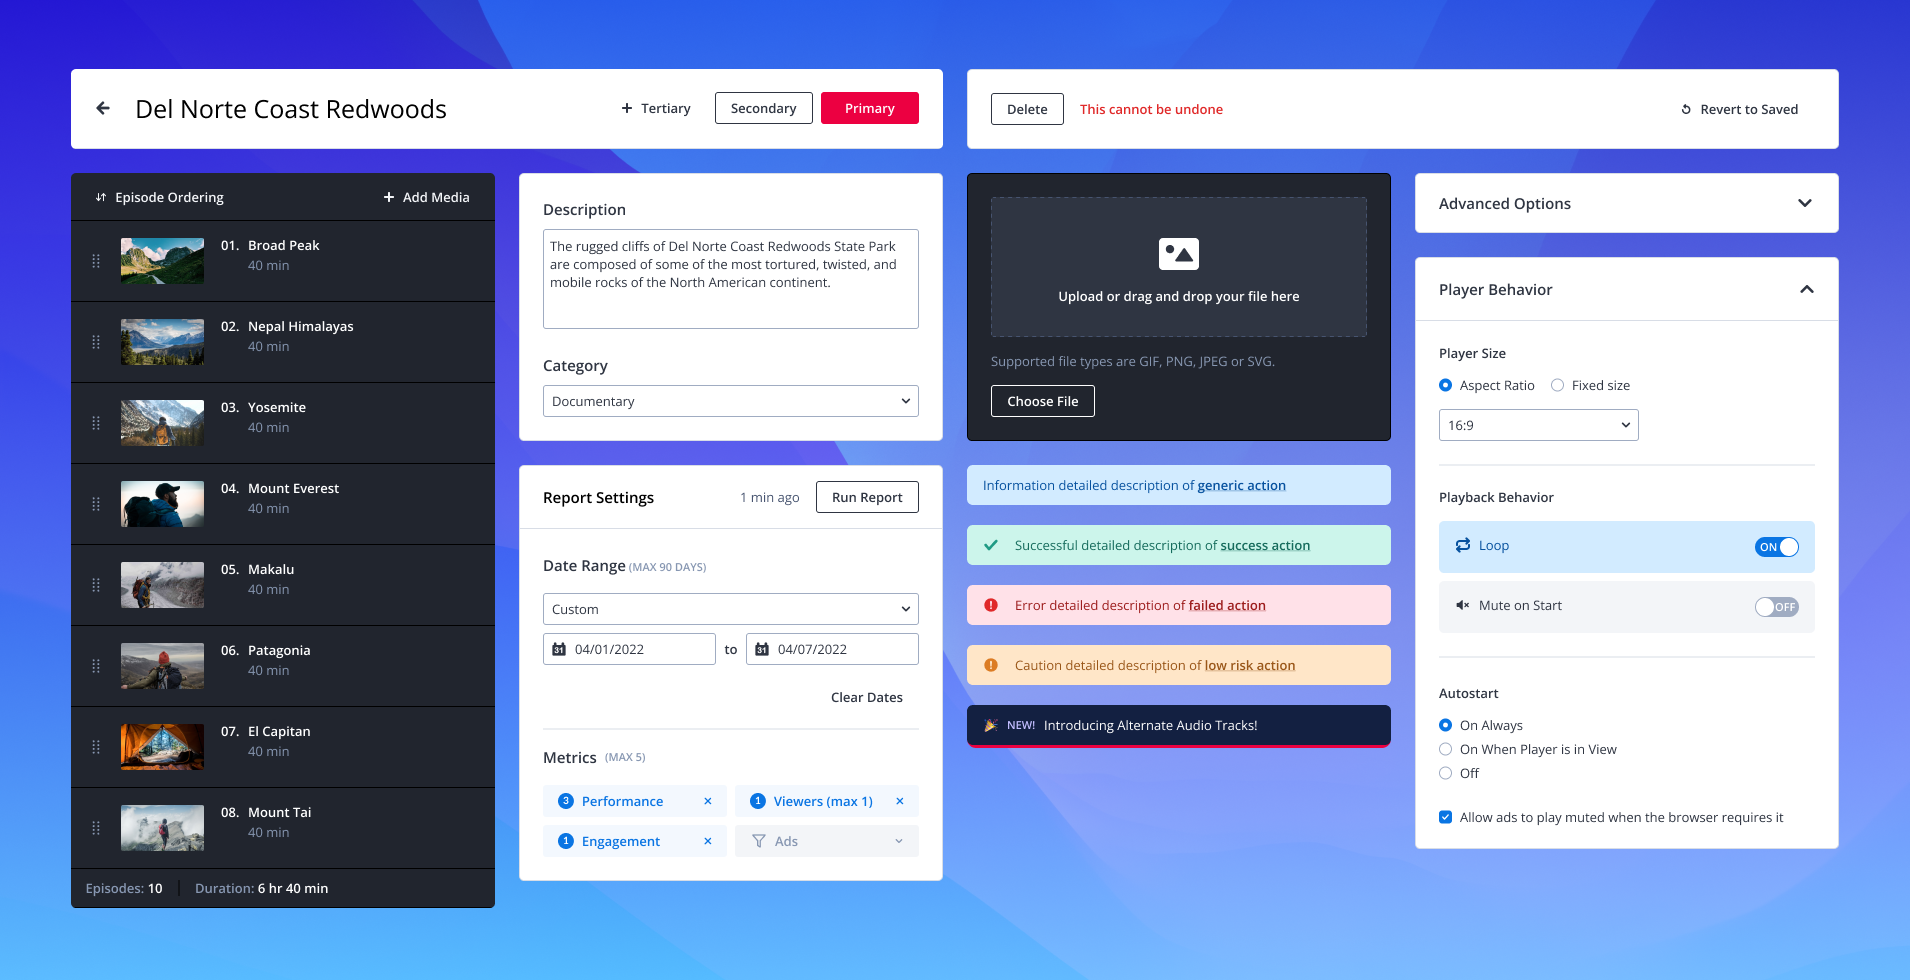 Del Norte Coast Redwoods
Tertiary
Secondary
Primary
Delete
This cannot be undone
Revert to Saved
Episode Ordering
Add Media
01. Broad Peak
40 min
02. Nepal Himalayas
40 min
03. Yosemite
40 min
04. Mount Everest
40 min
05. Makalu
40 min
06. Patagonia
40 min
07. El Capitan
40 min
08. Mount Tai
40 min
Episodes: 10
Duration: 6 hr 40 min
Description
The rugged cliffs of Del Norte Coast Redwoods State Park
are composed of some of the most tortured, twisted, and
mobile rocks of the North American continent.
Category
Documentary
Report Settings
1 min ago
Run Report
Date Range (MAX 90 DAYS)
Custom
31 04/01/2022 to 31 04/07/2022
Clear Dates
Metrics (MAX 5)
3 Performance
1 Viewers (max 1)
1 Engagement
Ads
Upload or drag and drop your file here
Supported file types are GIF, PNG, JPEG or SVG.
Choose File
Information detailed description of generic action
Successful detailed description of success action
Error detailed description of failed action
Caution detailed description of low risk action
NEW! Introducing Alternate Audio Tracks!
Advanced Options
Player Behavior
Player Size
Aspect Ratio
Fixed size
16:9
Playback Behavior
Loop
ON
Mute on Start
OFF
Autostart
On Always
On When Player is in View
Off
Allow ads to play muted when the browser requires it